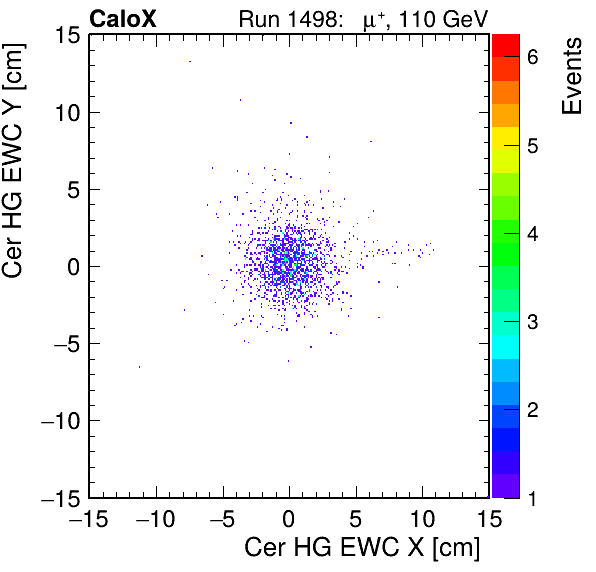 CaloX Run 1498: μ⁺, 110 GeV
Cer HG EWC Y [cm]
15
10
5
0
−5
−10
−15
−15 −10 −5 0 5 10 15
Cer HG EWC X [cm]
6
5
4
3
2
1
Events